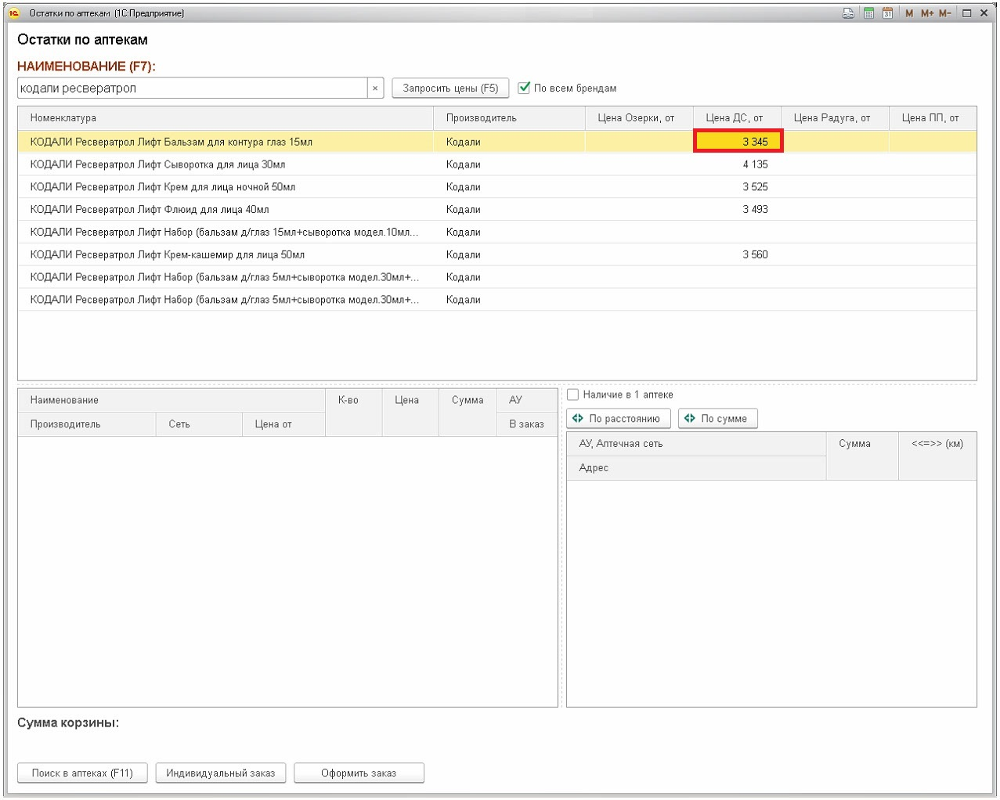 Остатки по аптекам (1С:Предприятие)
31 M M+ M-
Остатки по аптекам
НАИМЕНОВАНИЕ (F7):
кодали ресвератрол × Запросить цены (F5) По всем брендам
Номенклатура Производитель Цена Озерки, от Цена ДС, от Цена Радуга, от Цена ПП, от
КОДАЛИ Ресвератрол Лифт Бальзам для контура глаз 15мл Кодали 3 345
КОДАЛИ Ресвератрол Лифт Сыворотка для лица 30мл Кодали 4 135
КОДАЛИ Ресвератрол Лифт Крем для лица ночной 50мл Кодали 3 525
КОДАЛИ Ресвератрол Лифт Флюид для лица 40мл Кодали 3 493
КОДАЛИ Ресвератрол Лифт Набор (бальзам д/глаз 15мл+сыворотка модел.10мл... Кодали
КОДАЛИ Ресвератрол Лифт Крем-кашемир для лица 50мл Кодали 3 560
КОДАЛИ Ресвератрол Лифт Набор (бальзам д/глаз 5мл+сыворотка модел.30мл+... Кодали
КОДАЛИ Ресвератрол Лифт Набор (бальзам д/глаз 5мл+сыворотка модел.30мл+... Кодали
Наименование К-во Цена Сумма АУ
Производитель Сеть Цена от В заказ
Наличие в 1 аптеке
По расстоянию По сумме
АУ, Аптечная сеть Сумма <<=>> (км)
Адрес
Сумма корзины:
Поиск в аптеках (F11) Индивидуальный заказ Оформить заказ